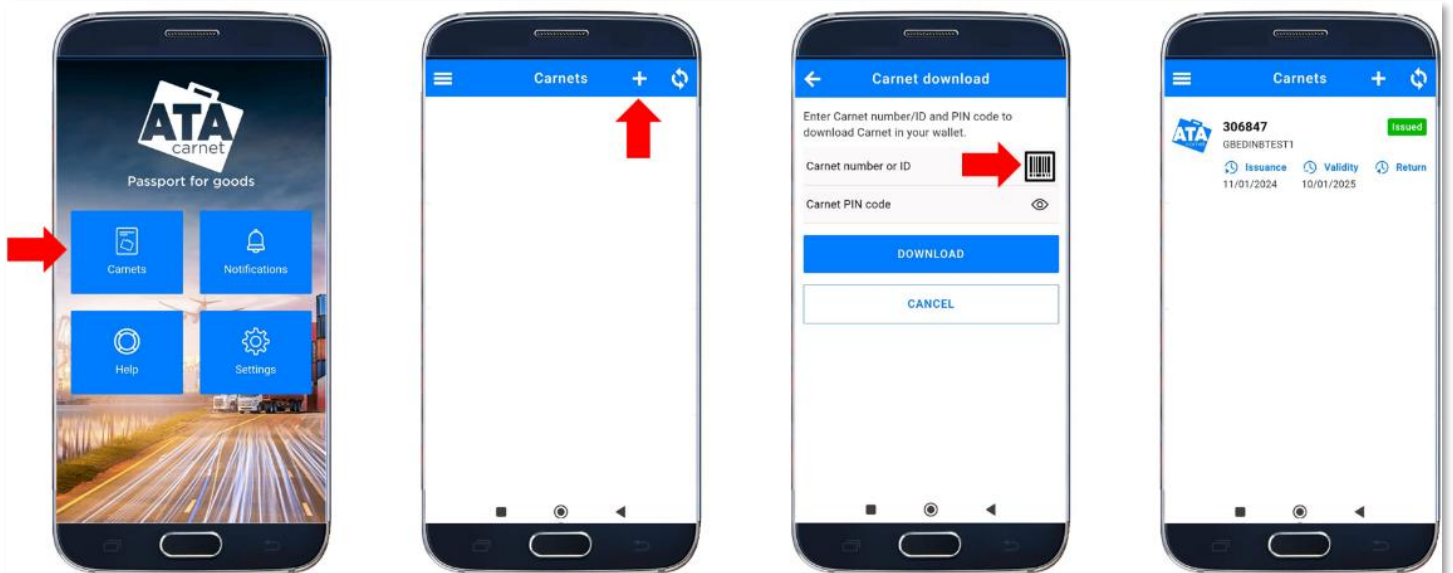 ATA
carnet
Passport for goods
Carnets
Notifications
Help
Settings
Carnets
Carnet download
Enter Carnet number/ID and PIN code to
download Carnet in your wallet.
Carnet number or ID
Carnet PIN code
DOWNLOAD
CANCEL
Carnets
ATA
carnet
306847
Issued
GBEDINBTEST1
Issuance Validity Return
11/01/2024 10/01/2025